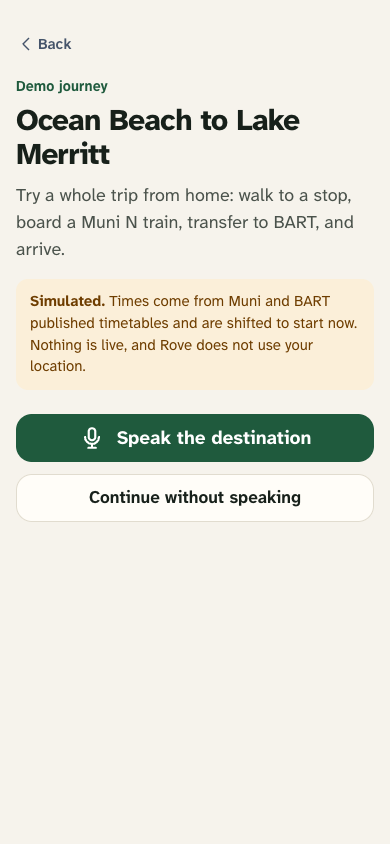 Back
Demo journey
Ocean Beach to Lake
Merritt
Try a whole trip from home: walk to a stop,
board a Muni N train, transfer to BART, and
arrive.
Simulated. Times come from Muni and BART
published timetables and are shifted to start now.
Nothing is live, and Rove does not use your
location.
Speak the destination
Continue without speaking